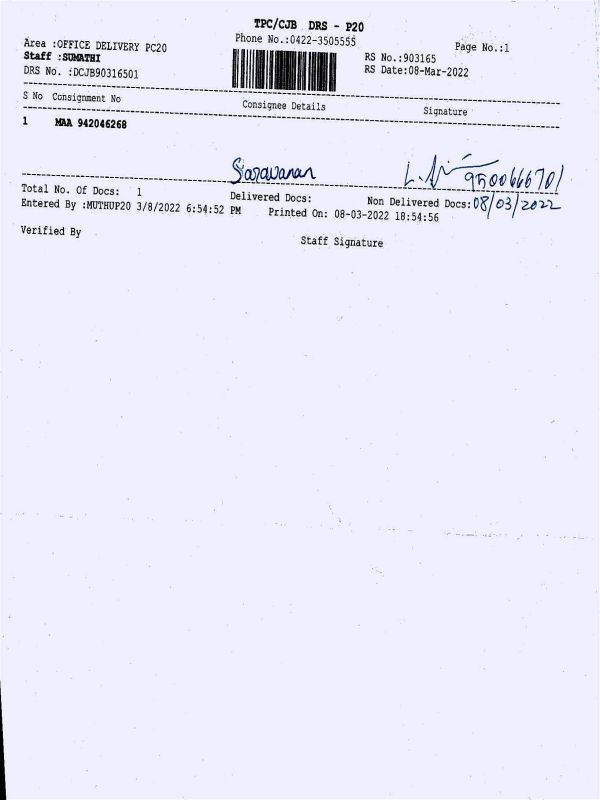 TPC/CJB DRS - P20
Phone No.:0422-3505555
Page No.:1
Area :OFFICE DELIVERY PC20
Staff :SUMATHI
RS No.:903165
DRS No. :DCJB90316501
RS Date:08-Mar-2022
S No Consignment No Consignee Details Signature
1 MAA 942046268
Saravanan 9500666701
Total No. Of Docs: 1 Delivered Docs: Non Delivered Docs: 08/03/2022
Entered By :MUTHUP20 3/8/2022 6:54:52 PM Printed On: 08-03-2022 18:54:56
Verified By Staff Signature